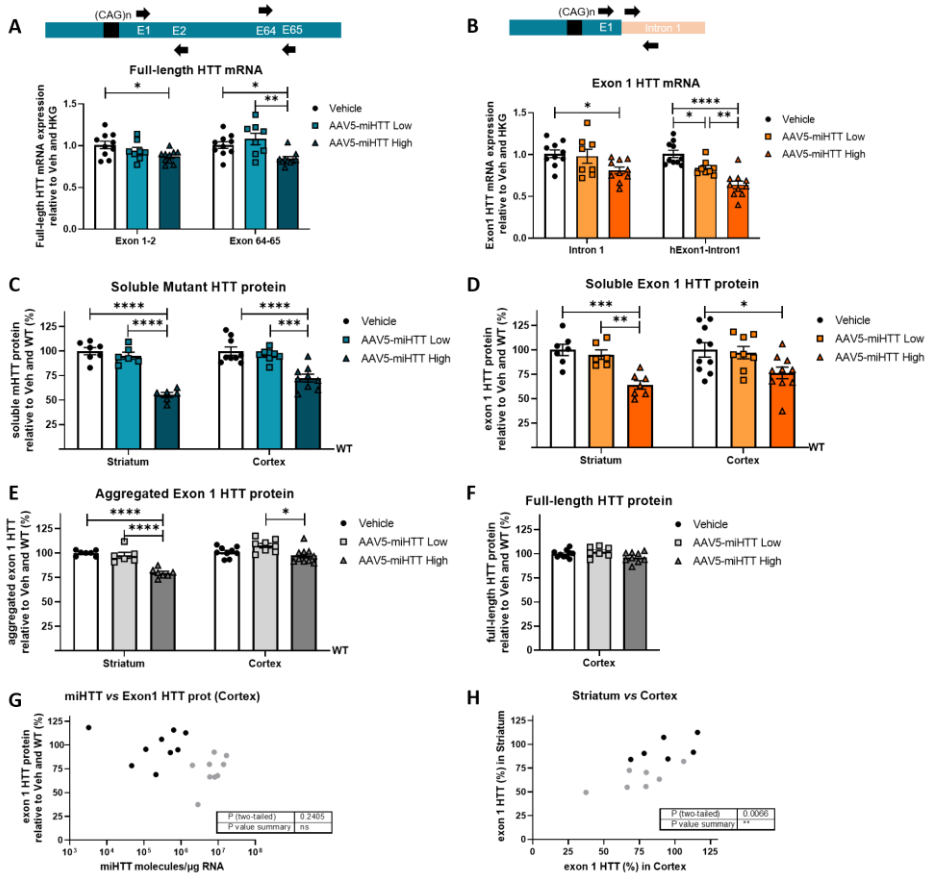 A
(CAG)n
E1
E2
E64
E65
Full-length HTT mRNA
Full-length HTT mRNA expression
relative to Veh and HKG
1.5
1.0
0.5
0.0
*
*
**
Exon 1-2
Exon 64-65
Vehicle
AAV5-miHTT Low
AAV5-miHTT High
B
(CAG)n
E1
Intron 1
Exon 1 HTT mRNA
Exon1 HTT mRNA expression
relative to Veh and HKG
1.5
1.0
0.5
0.0
*
****
*
**
Intron 1
hExon1-Intron1
Vehicle
AAV5-miHTT Low
AAV5-miHTT High
C
Soluble Mutant HTT protein
soluble mHTT protein
relative to Veh and WT (%)
125
100
75
50
25
****
****
****
***
Striatum
Cortex
WT
Vehicle
AAV5-miHTT Low
AAV5-miHTT High
D
Soluble Exon 1 HTT protein
exon 1 HTT protein
relative to Veh and WT (%)
125
100
75
50
25
***
**
*
Striatum
Cortex
WT
Vehicle
AAV5-miHTT Low
AAV5-miHTT High
E
Aggregated Exon 1 HTT protein
aggregated exon 1 HTT
relative to Veh and WT (%)
125
100
75
50
25
****
****
*
Striatum
Cortex
WT
Vehicle
AAV5-miHTT Low
AAV5-miHTT High
F
Full-length HTT protein
full-length HTT protein
relative to Veh and WT (%)
125
100
75
50
25
0
Cortex
Vehicle
AAV5-miHTT Low
AAV5-miHTT High
G
miHTT vs Exon1 HTT prot (Cortex)
exon 1 HTT protein
relative to Veh and WT (%)
125
100
75
50
25
0
10³ 10⁴ 10⁵ 10⁶ 10⁷ 10⁸
miHTT molecules/µg RNA
P (two-tailed) 0.2405
P value summary ns
H
Striatum vs Cortex
exon 1 HTT (%) in Striatum
125
100
75
50
25
0
0 25 50 75 100 125
exon 1 HTT (%) in Cortex
P (two-tailed) 0.0066
P value summary **